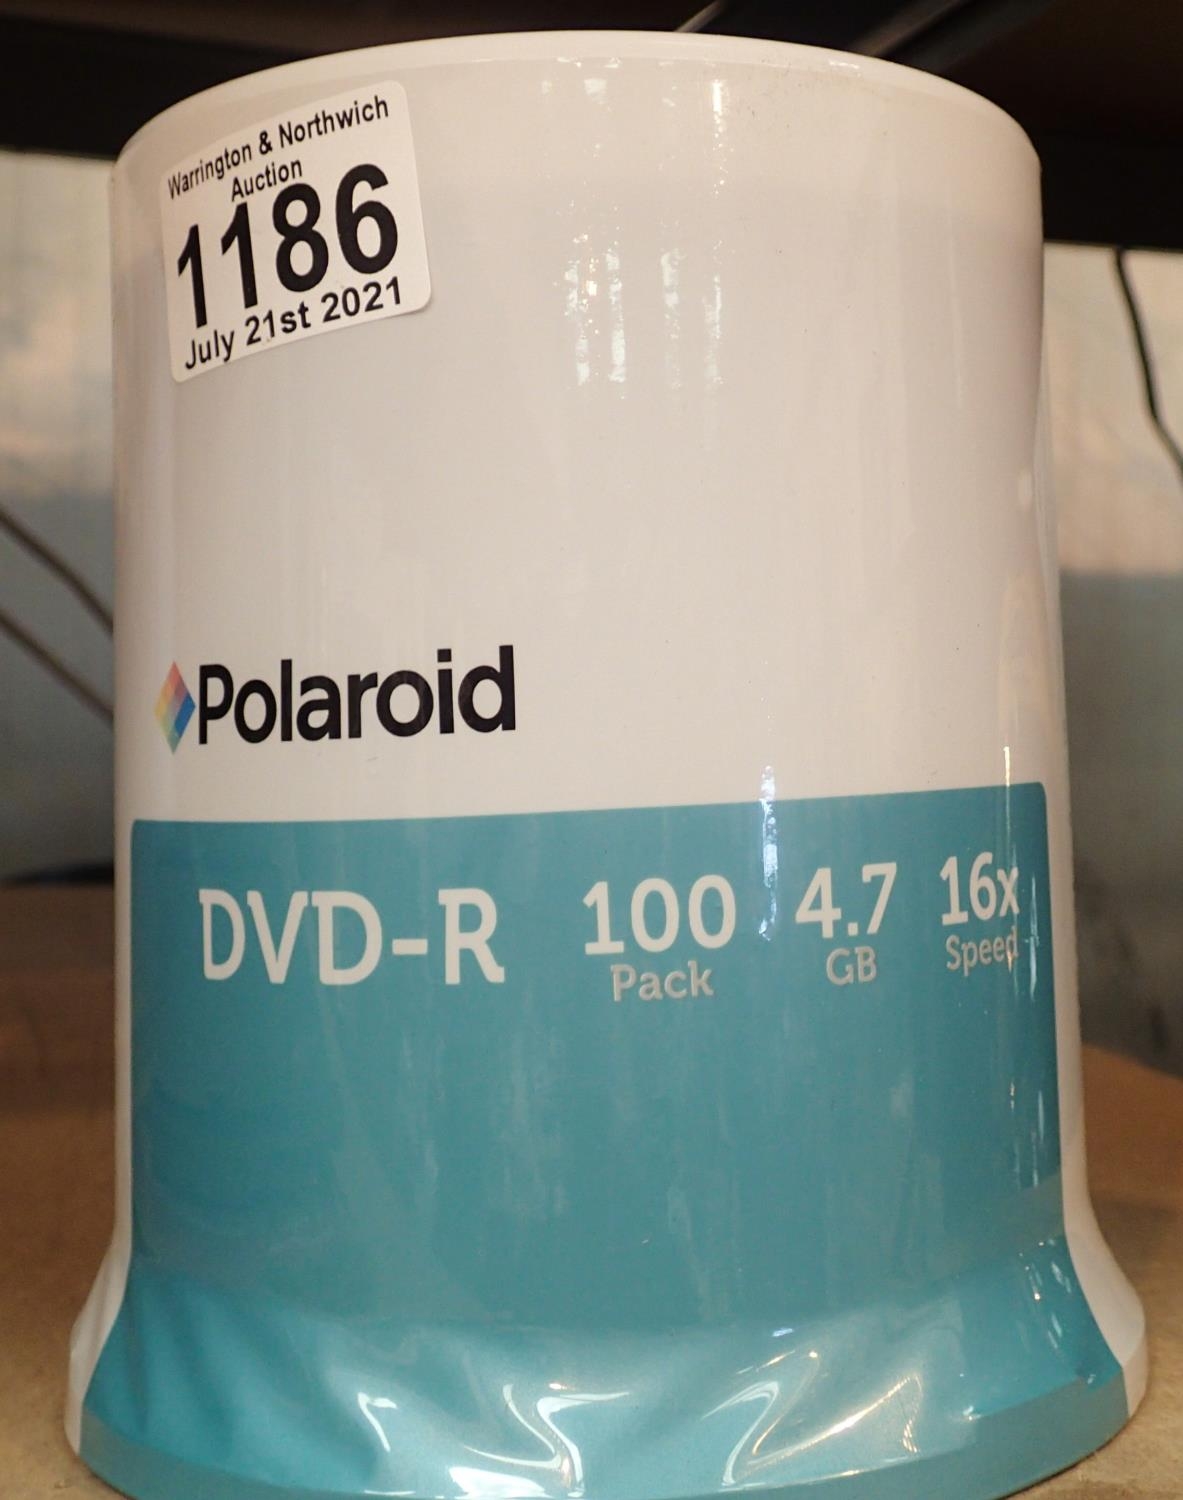 Warrington & Northwich
Auction
1186
July 21st 2021
Polaroid
DVD-R 100 4.7 16x
Pack GB Speed